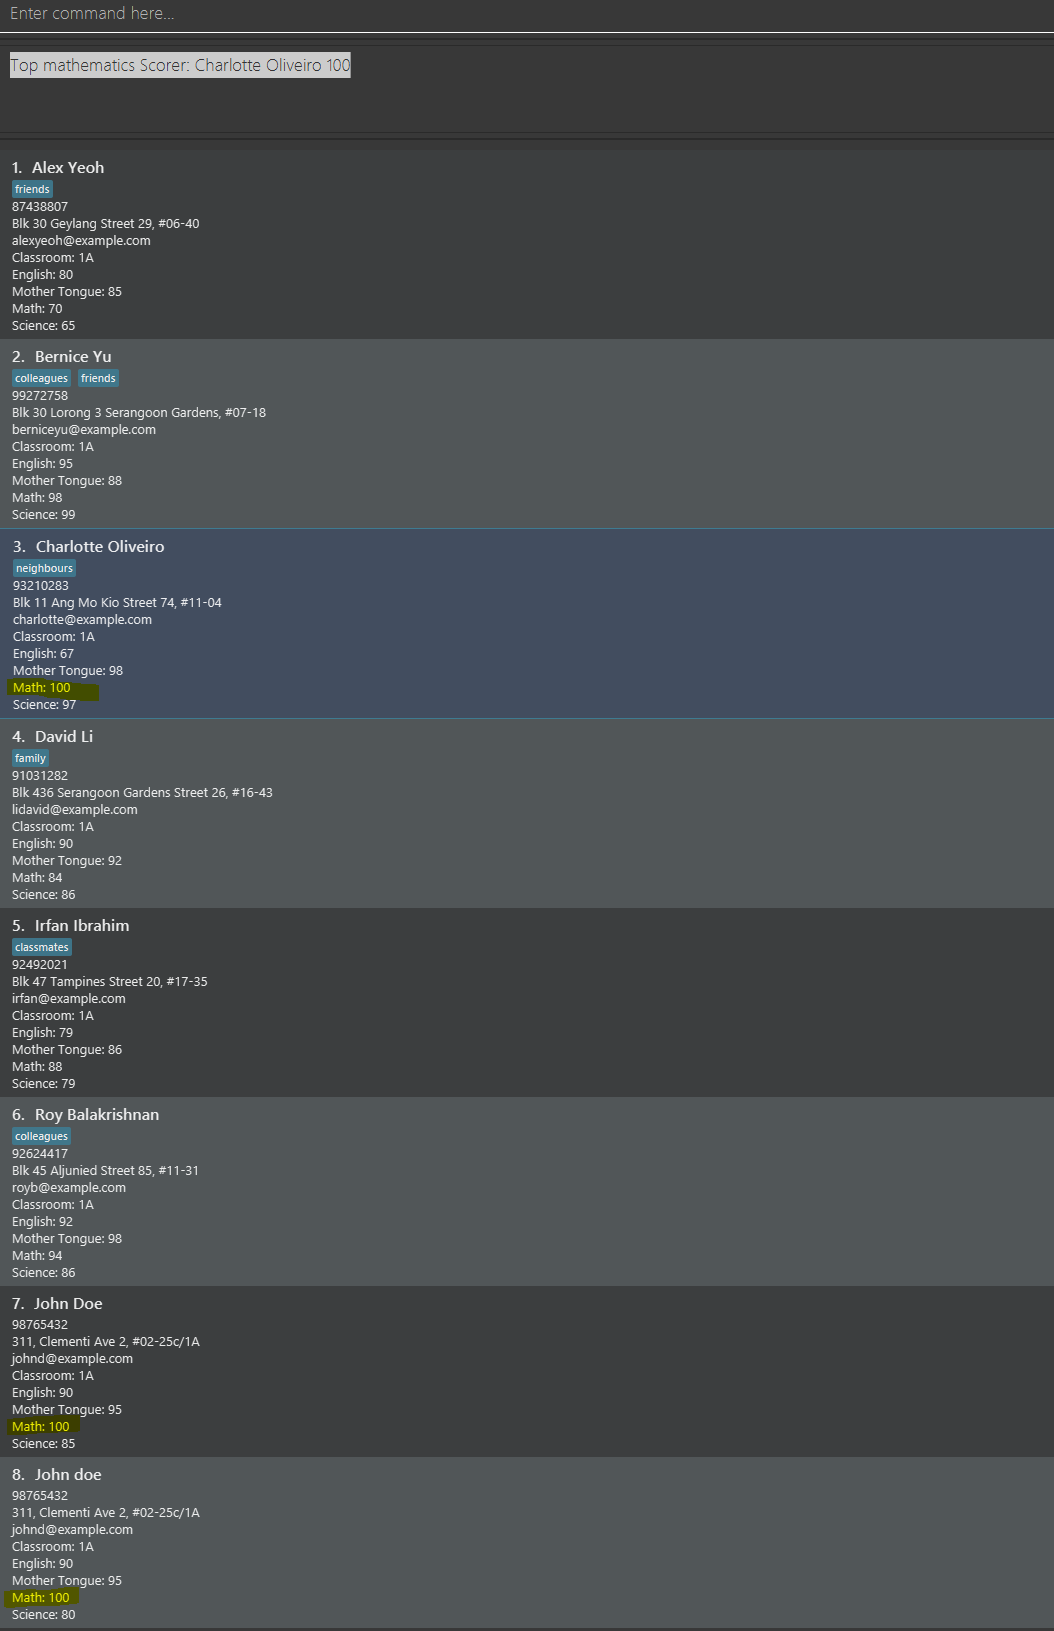 Enter command here...
Top mathematics Scorer: Charlotte Oliveiro 100
1. Alex Yeoh
friends
87438807
Blk 30 Geylang Street 29, #06-40
alexyeoh@example.com
Classroom: 1A
English: 80
Mother Tongue: 85
Math: 70
Science: 65
2. Bernice Yu
colleagues friends
99272758
Blk 30 Lorong 3 Serangoon Gardens, #07-18
berniceyu@example.com
Classroom: 1A
English: 95
Mother Tongue: 88
Math: 98
Science: 99
3. Charlotte Oliveiro
neighbours
93210283
Blk 11 Ang Mo Kio Street 74, #11-04
charlotte@example.com
Classroom: 1A
English: 67
Mother Tongue: 98
Math: 100
Science: 97
4. David Li
family
91031282
Blk 436 Serangoon Gardens Street 26, #16-43
lidavid@example.com
Classroom: 1A
English: 90
Mother Tongue: 92
Math: 84
Science: 86
5. Irfan Ibrahim
classmates
92492021
Blk 47 Tampines Street 20, #17-35
irfan@example.com
Classroom: 1A
English: 79
Mother Tongue: 86
Math: 88
Science: 79
6. Roy Balakrishnan
colleagues
92624417
Blk 45 Aljunied Street 85, #11-31
royb@example.com
Classroom: 1A
English: 92
Mother Tongue: 98
Math: 94
Science: 86
7. John Doe
98765432
311, Clementi Ave 2, #02-25c/1A
johnd@example.com
Classroom: 1A
English: 90
Mother Tongue: 95
Math: 100
Science: 85
8. John doe
98765432
311, Clementi Ave 2, #02-25c/1A
johnd@example.com
Classroom: 1A
English: 90
Mother Tongue: 95
Math: 100
Science: 80